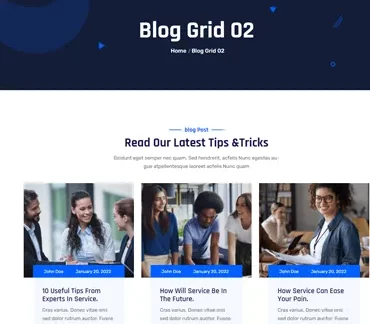 Blog Grid 02
Home / Blog Grid 02
blog Post
Read Our Latest Tips &Tricks
Scidunt eget semper nec quam. Sed hendrerit, acfelis Nunc egestas au
gue atpellentesque laoreet acfelis Nunc quam
John Doe January 20, 2023
John Doe January 20, 2022
John Doe January 20, 2022
10 Useful Tips From
Experts In Service.
How Will Service Be In
The Future.
How Service Can Ease
Your Pain.
Cras varius. Donec vitae orci
sed dolor rutrum auctor. Fusce
Cras varius. Donec vitae orci
sed dolor rutrum auctor. Fusce
Cras varius. Donec vitae orci
sed dolor rutrum auctor. Fusce